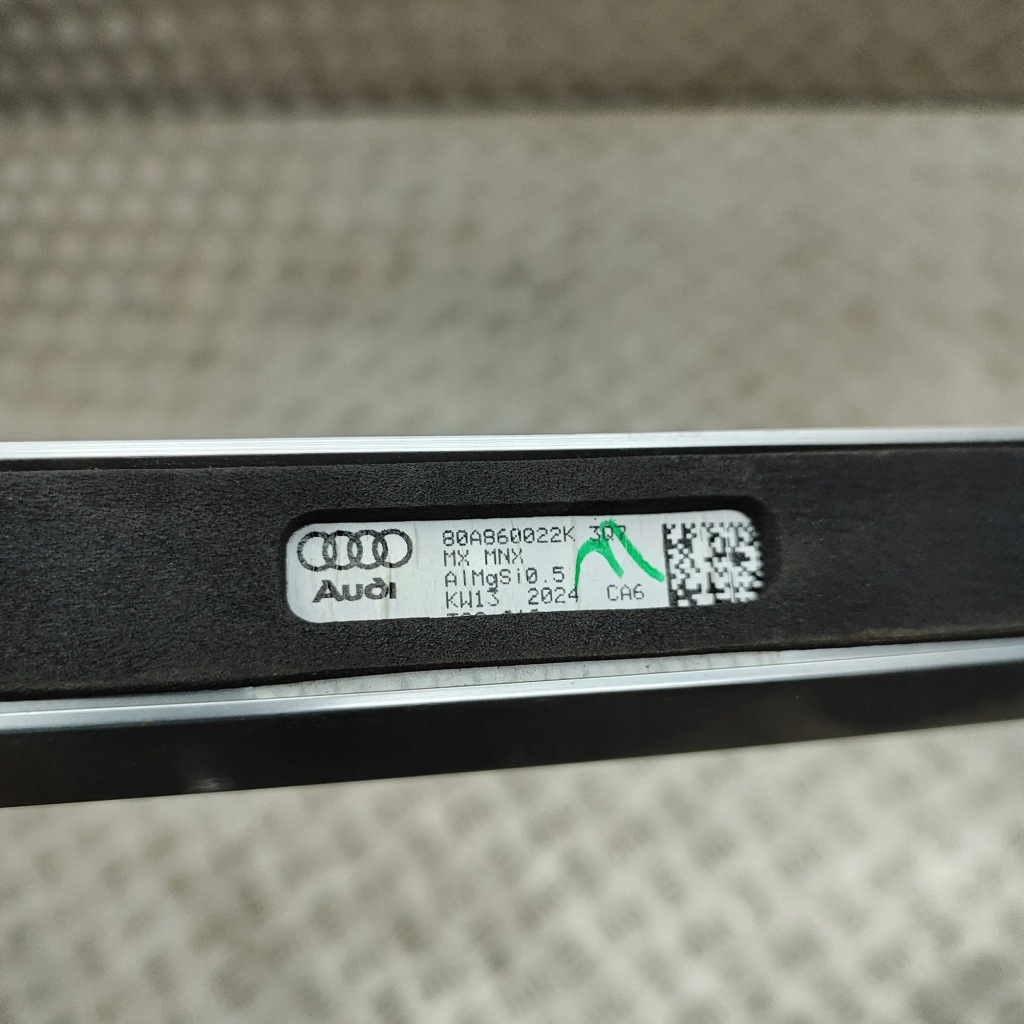 Audi
80A860022K 3Q7
MX MNX
AlMgSi0.5
KW13 2024 CA6